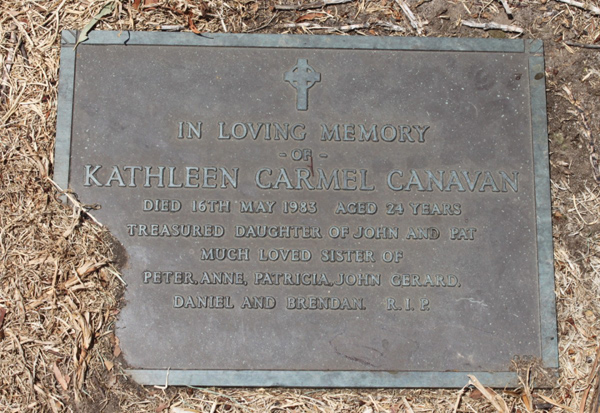 IN LOVING MEMORY
- OF -
KATHLEEN CARMEL CANAVAN
DIED 16TH MAY 1983 AGED 24 YEARS
TREASURED DAUGHTER OF JOHN AND PAT
MUCH LOVED SISTER OF
PETER, ANNE, PATRICIA, JOHN GERARD,
DANIEL AND BRENDAN. R.I.P.